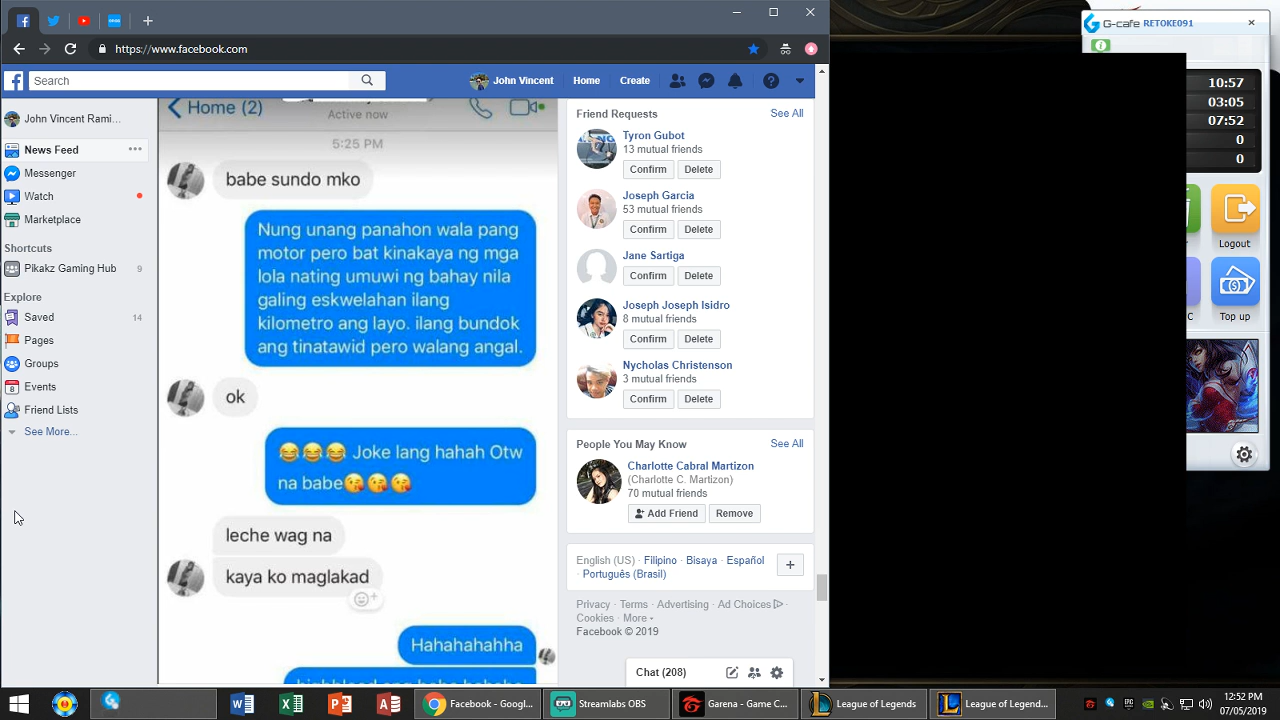 https://www.facebook.com
G-cafe RETOKE091
Search
John Vincent
Home
Create
John Vincent Rami...
News Feed
Messenger
Watch
Marketplace
Shortcuts
Pikakz Gaming Hub 9
Explore
Saved 14
Pages
Groups
Events
Friend Lists
See More...
Home (2)
Active now
5:25 PM
babe sundo mko
Nung unang panahon wala pang
motor pero bat kinakaya ng mga
lola nating umuwi ng bahay nila
galing eskwelahan ilang
kilometro ang layo. ilang bundok
ang tinatawid pero walang angal.
ok
😂😂😂 Joke lang hahah Otw
na babe😘😘😘
leche wag na
kaya ko maglakad
Hahahahahha
Friend Requests See All
Tyron Gubot
13 mutual friends
Confirm Delete
Joseph Garcia
53 mutual friends
Confirm Delete
Jane Sartiga
Confirm Delete
Joseph Joseph Isidro
8 mutual friends
Confirm Delete
Nycholas Christenson
3 mutual friends
Confirm Delete
People You May Know See All
Charlotte Cabral Martizon
(Charlotte C. Martizon)
70 mutual friends
Add Friend Remove
English (US) · Filipino · Bisaya · Español
· Português (Brasil)
Privacy · Terms · Advertising · Ad Choices ·
Cookies · More
Facebook © 2019
Chat (208)
10:57
03:05
07:52
0
0
Logout
Top up
Facebook - Googl...
Streamlabs OBS
Garena - Game C...
League of Legends
League of Legend...
12:52 PM
07/05/2019